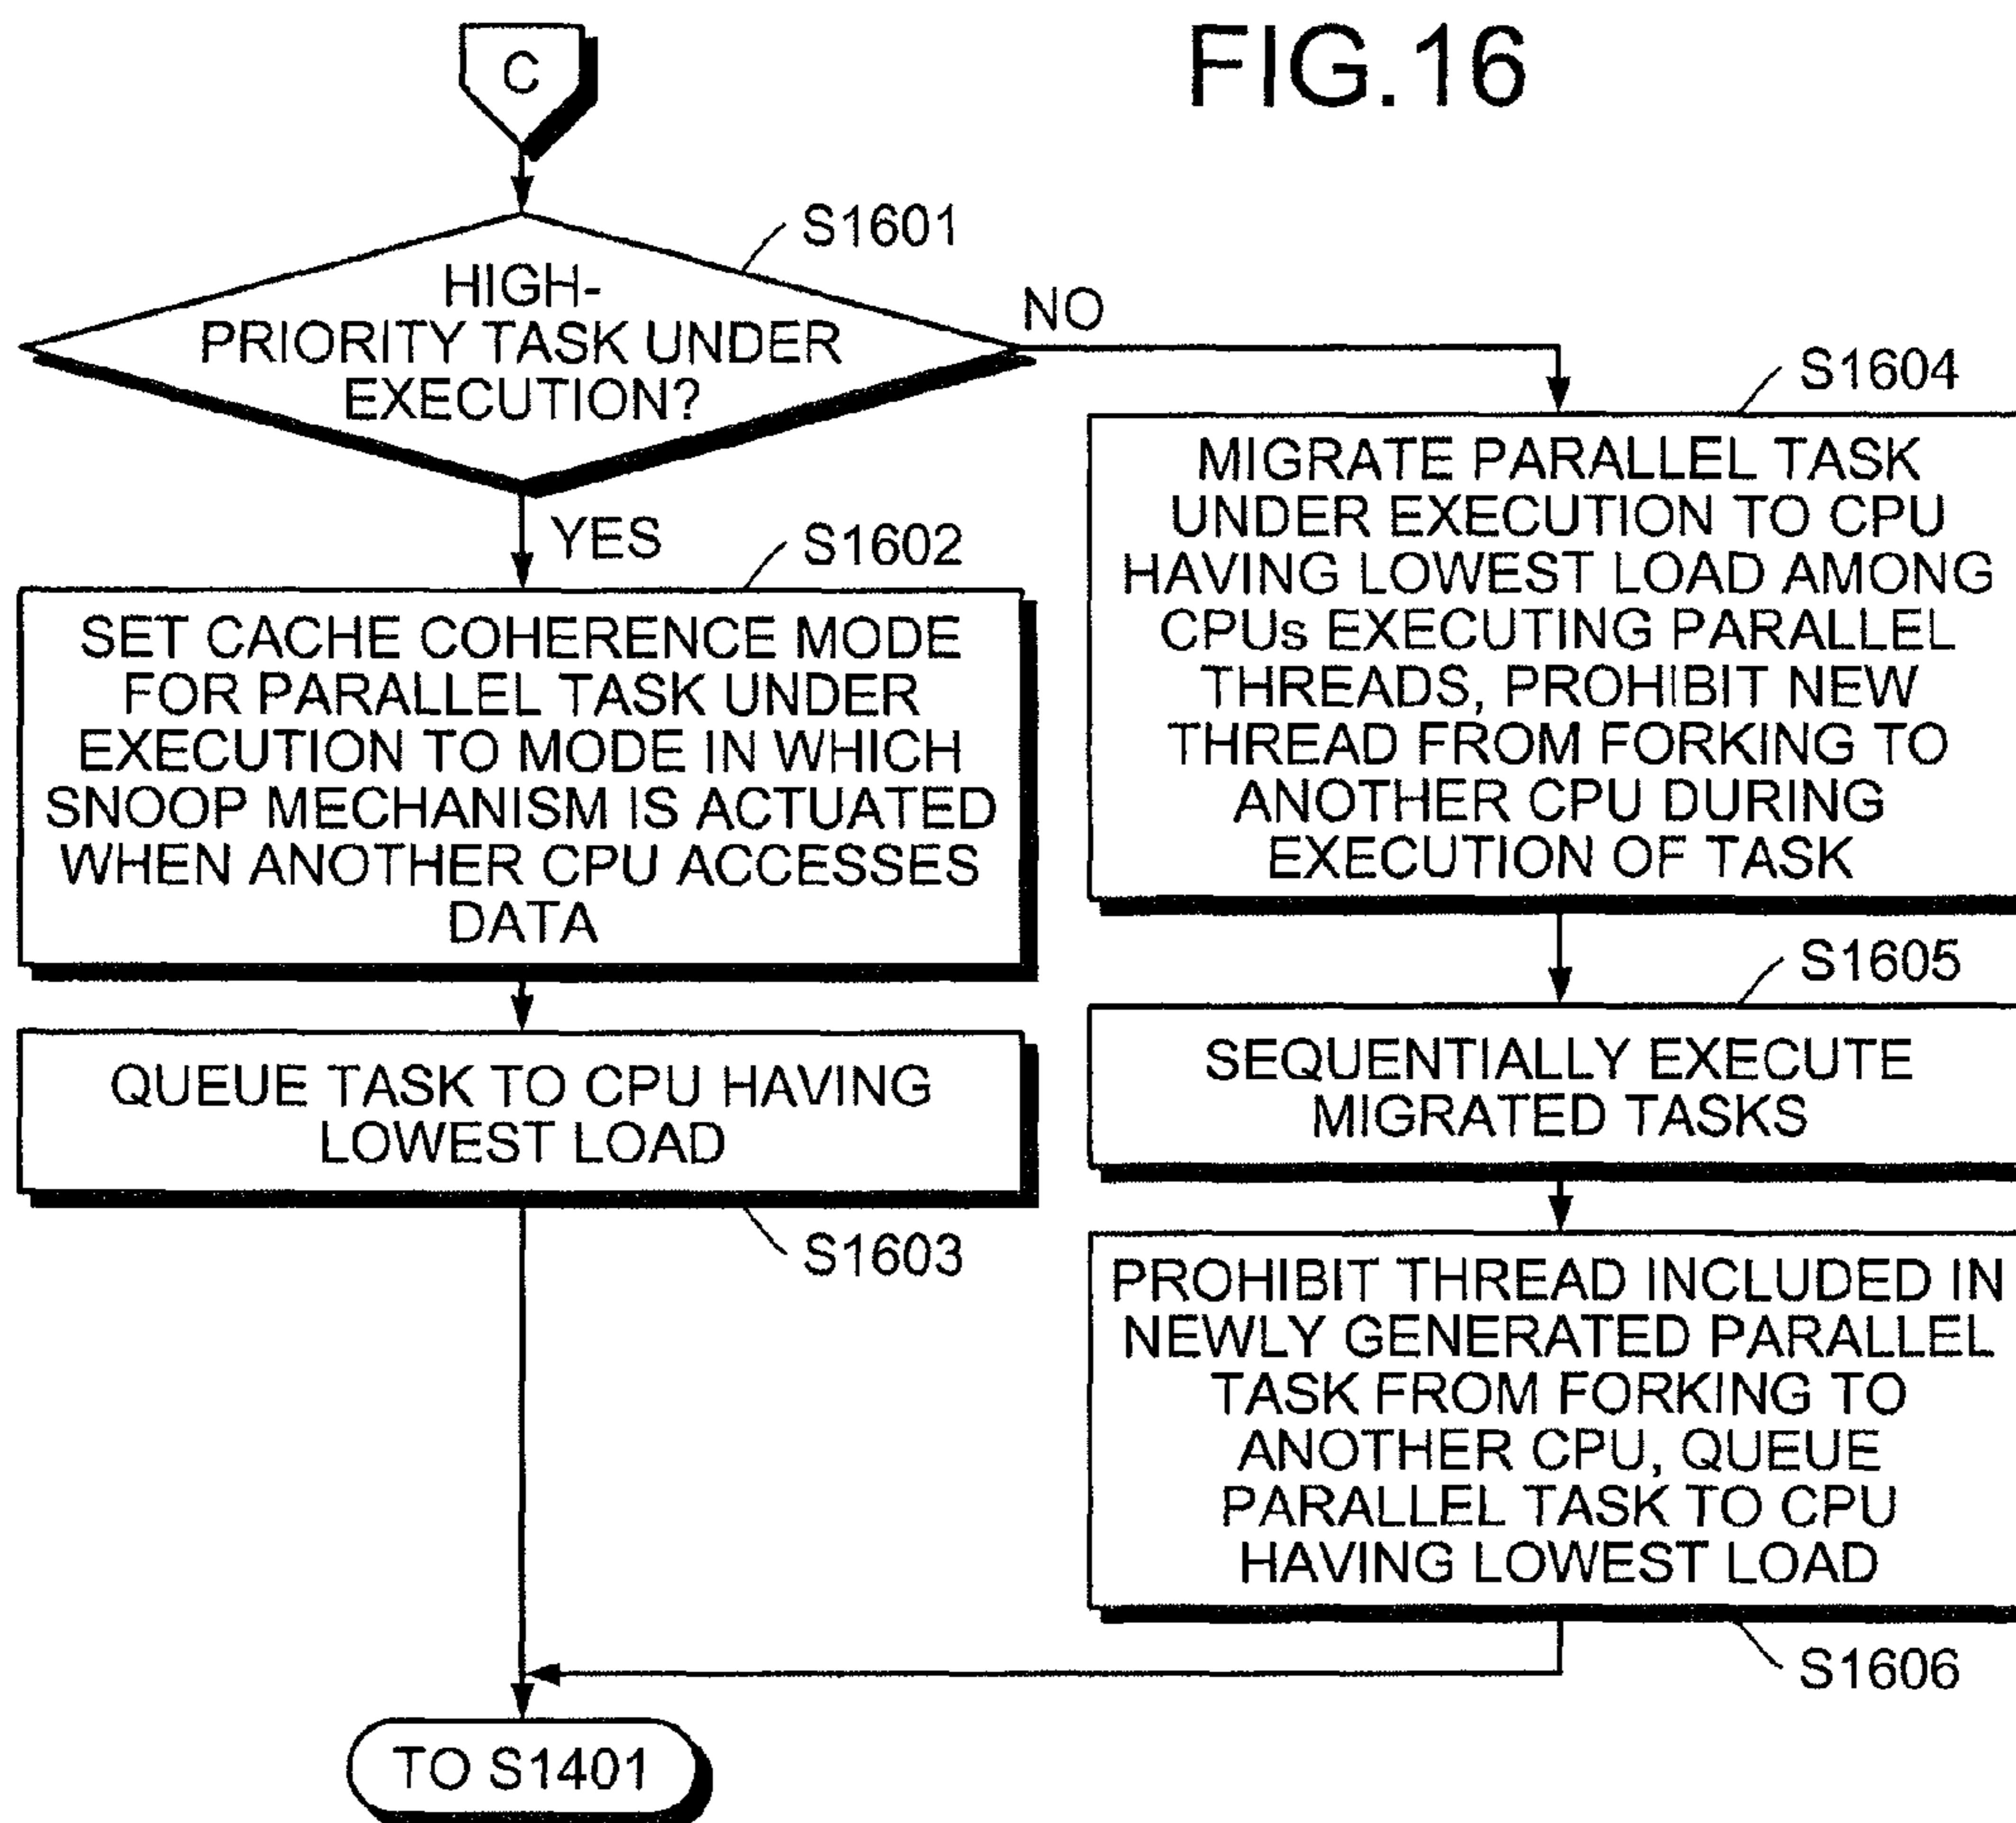 FIG.16
C
S1601
HIGH-
PRIORITY TASK UNDER
EXECUTION?
NO
YES
S1602
SET CACHE COHERENCE MODE
FOR PARALLEL TASK UNDER
EXECUTION TO MODE IN WHICH
SNOOP MECHANISM IS ACTUATED
WHEN ANOTHER CPU ACCESSES
DATA
QUEUE TASK TO CPU HAVING
LOWEST LOAD
S1603
S1604
MIGRATE PARALLEL TASK
UNDER EXECUTION TO CPU
HAVING LOWEST LOAD AMONG
CPUs EXECUTING PARALLEL
THREADS, PROHIBIT NEW
THREAD FROM FORKING TO
ANOTHER CPU DURING
EXECUTION OF TASK
S1605
SEQUENTIALLY EXECUTE
MIGRATED TASKS
PROHIBIT THREAD INCLUDED IN
NEWLY GENERATED PARALLEL
TASK FROM FORKING TO
ANOTHER CPU, QUEUE
PARALLEL TASK TO CPU
HAVING LOWEST LOAD
S1606
TO S1401